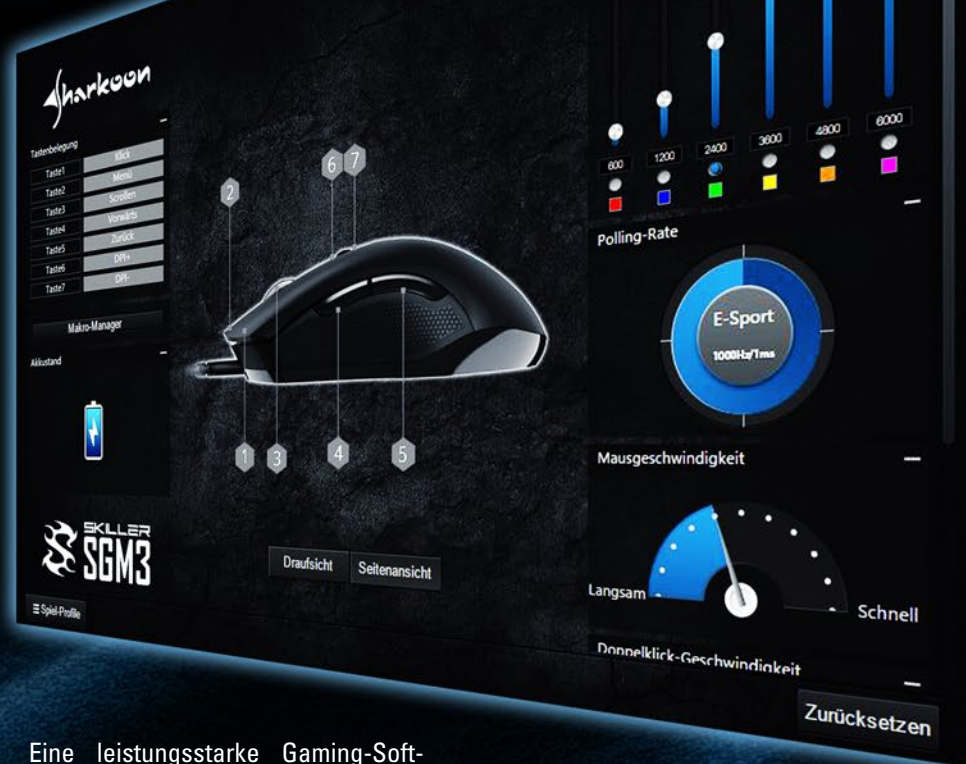 Sharkoon
Tastenbelegung
Taste1 Klick
Taste2 Menü
Taste3 Scrollen
Taste4 Vorwärts
Taste5 Zurück
Taste6 DPI+
Taste7 DPI-
Makro-Manager
Akkustand
SKILLER
SGM3
Spiel-Profile
2
6 7
1 3 4 5
Draufsicht Seitenansicht
600 1200 2400 3600 4800 6000
Polling-Rate
E-Sport
1000Hz/1ms
Mausgeschwindigkeit
Langsam Schnell
Doppelklick-Geschwindigkeit
Zurücksetzen
Eine leistungsstarke Gaming-Soft-